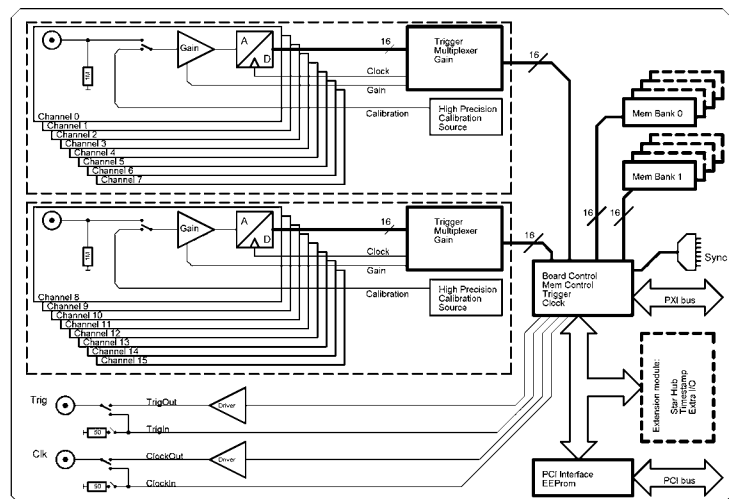 Gain
A
D
16
Trigger
Multiplexer
Gain
Clock
Gain
Calibration
High Precision
Calibration
Source
1M
Channel 0
Channel 1
Channel 2
Channel 3
Channel 4
Channel 5
Channel 6
Channel 7
16
Mem Bank 0
Mem Bank 1
16
16
Gain
A
D
16
Trigger
Multiplexer
Gain
Clock
Gain
Calibration
High Precision
Calibration
Source
1M
Channel 8
Channel 9
Channel 10
Channel 11
Channel 12
Channel 13
Channel 14
Channel 15
16
Board Control
Mem Control
Trigger
Clock
Sync
PXI bus
Extension module:
Star Hub
Timestamp
Extra I/O
Trig
TrigOut
Driver
50
TrigIn
Clk
ClockOut
Driver
50
ClockIn
PCI Interface
EEProm
PCI bus